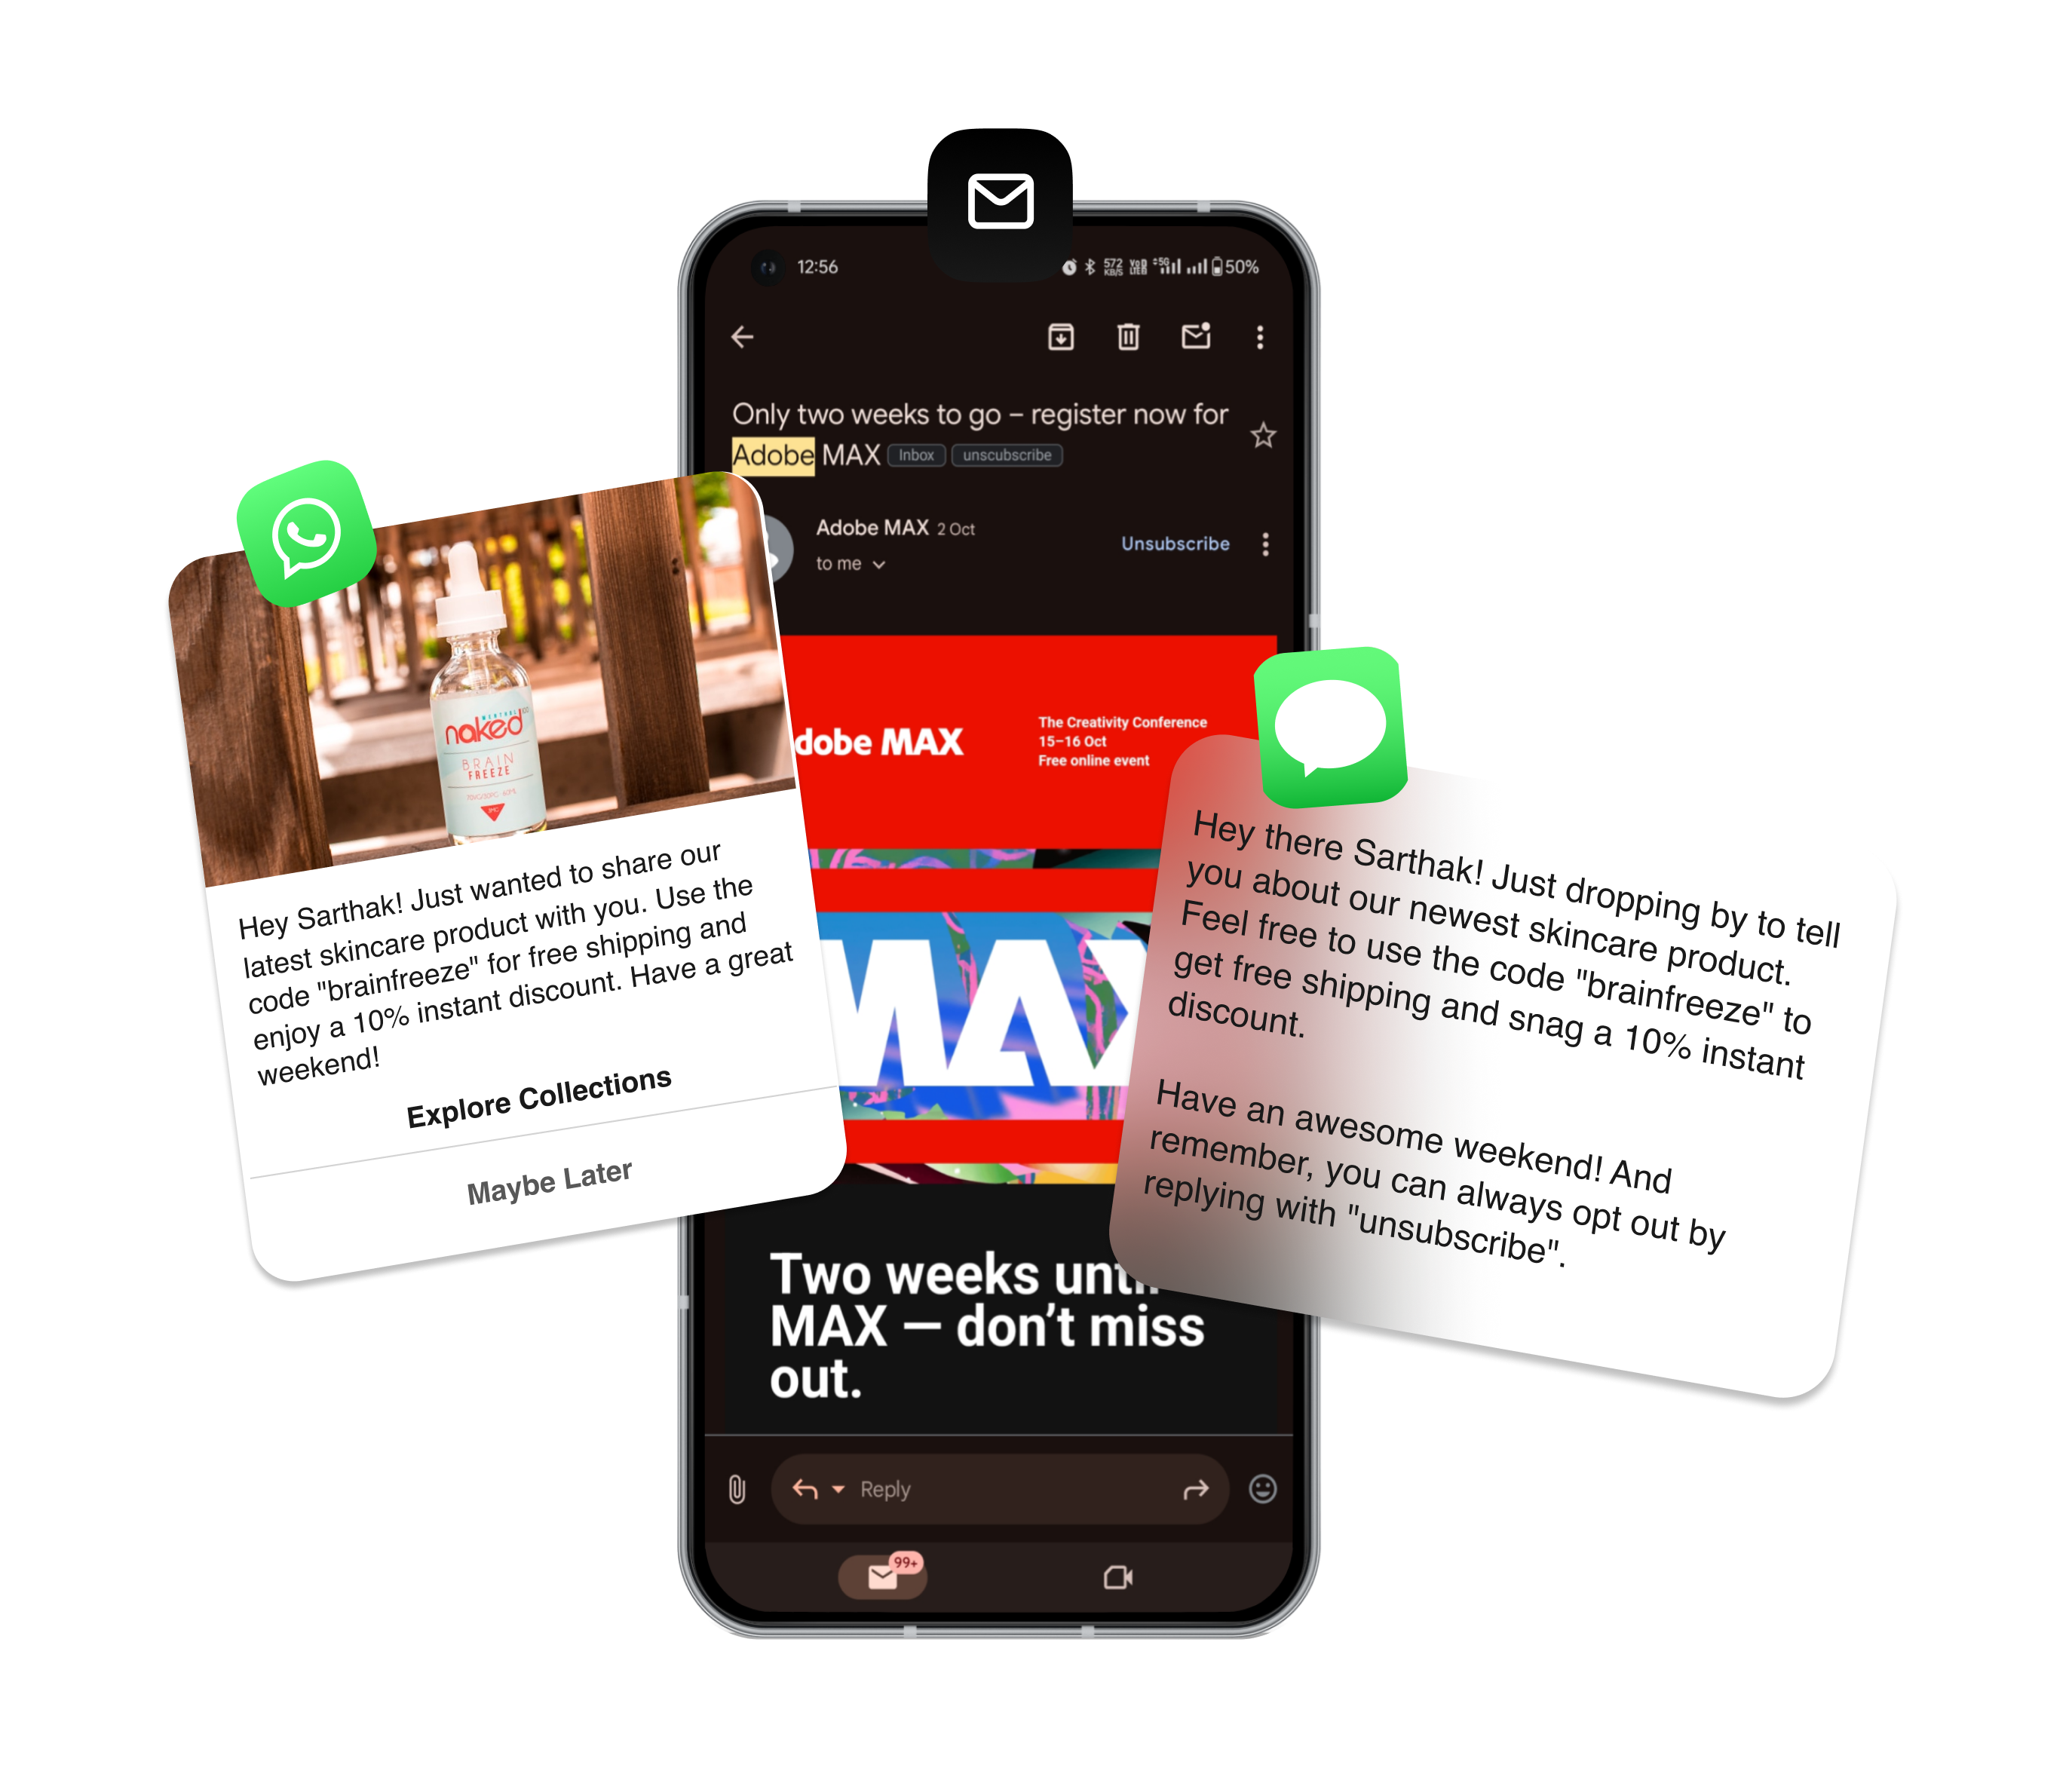 12:56
572
KB/S
50%
Only two weeks to go – register now for
Adobe MAX
Inbox
unscubscribe
Adobe MAX 2 Oct
Unsubscribe
to me
dobe MAX
The Creativity Conference
15–16 Oct
Free online event
MAX
Two weeks until
MAX — don't miss
out.
Reply
99+
MENTHOL
naked
BRAIN
FREEZE
Hey Sarthak! Just wanted to share our
latest skincare product with you. Use the
code "brainfreeze" for free shipping and
enjoy a 10% instant discount. Have a great
weekend!
Explore Collections
Maybe Later
Hey there Sarthak! Just dropping by to tell
you about our newest skincare product.
Feel free to use the code "brainfreeze" to
get free shipping and snag a 10% instant
discount.
Have an awesome weekend! And
remember, you can always opt out by
replying with "unsubscribe".